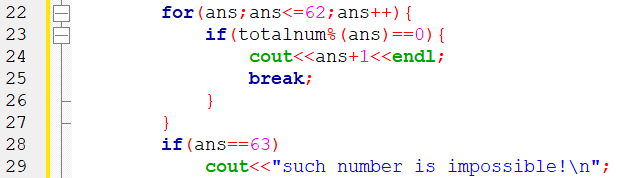 22 for(ans;ans<=62;ans++){
23 if(totalnum%(ans)==0){
24 cout<<ans+1<<endl;
25 break;
26 }
27 }
28 if(ans==63)
29 cout<<"such number is impossible!\n";